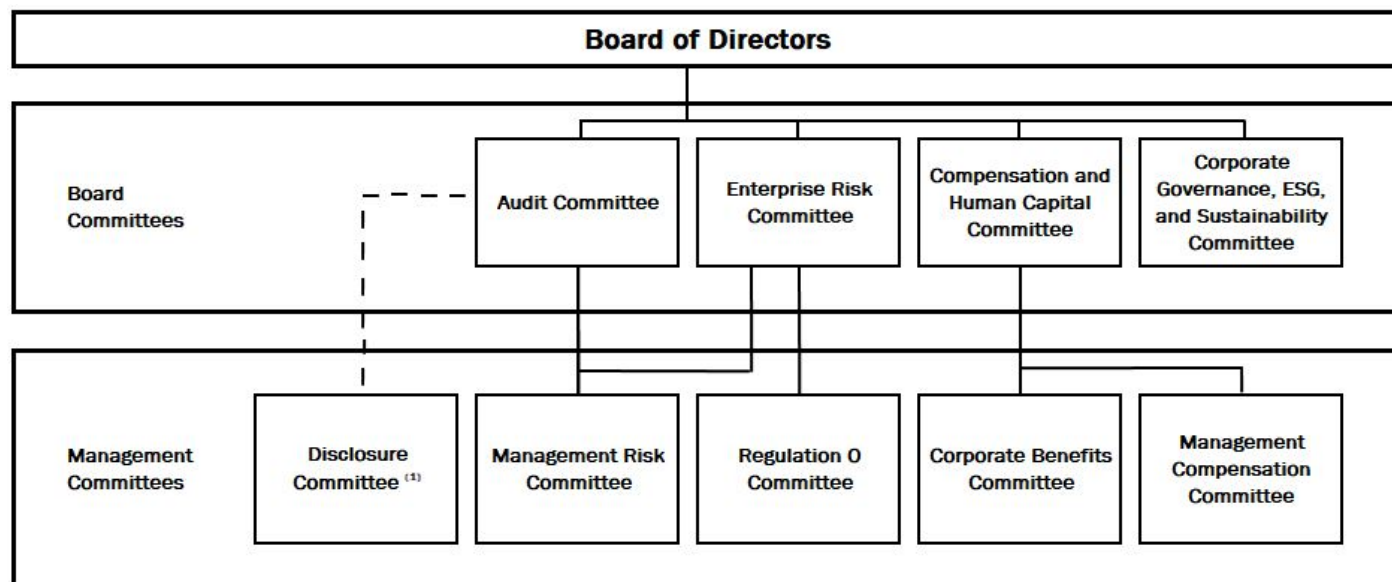 Board of Directors
Board
Committees
Audit Committee
Enterprise Risk
Committee
Compensation and
Human Capital
Committee
Corporate
Governance, ESG,
and Sustainability
Committee
Management
Committees
Disclosure
Committee (1)
Management Risk
Committee
Regulation O
Committee
Corporate Benefits
Committee
Management
Compensation
Committee